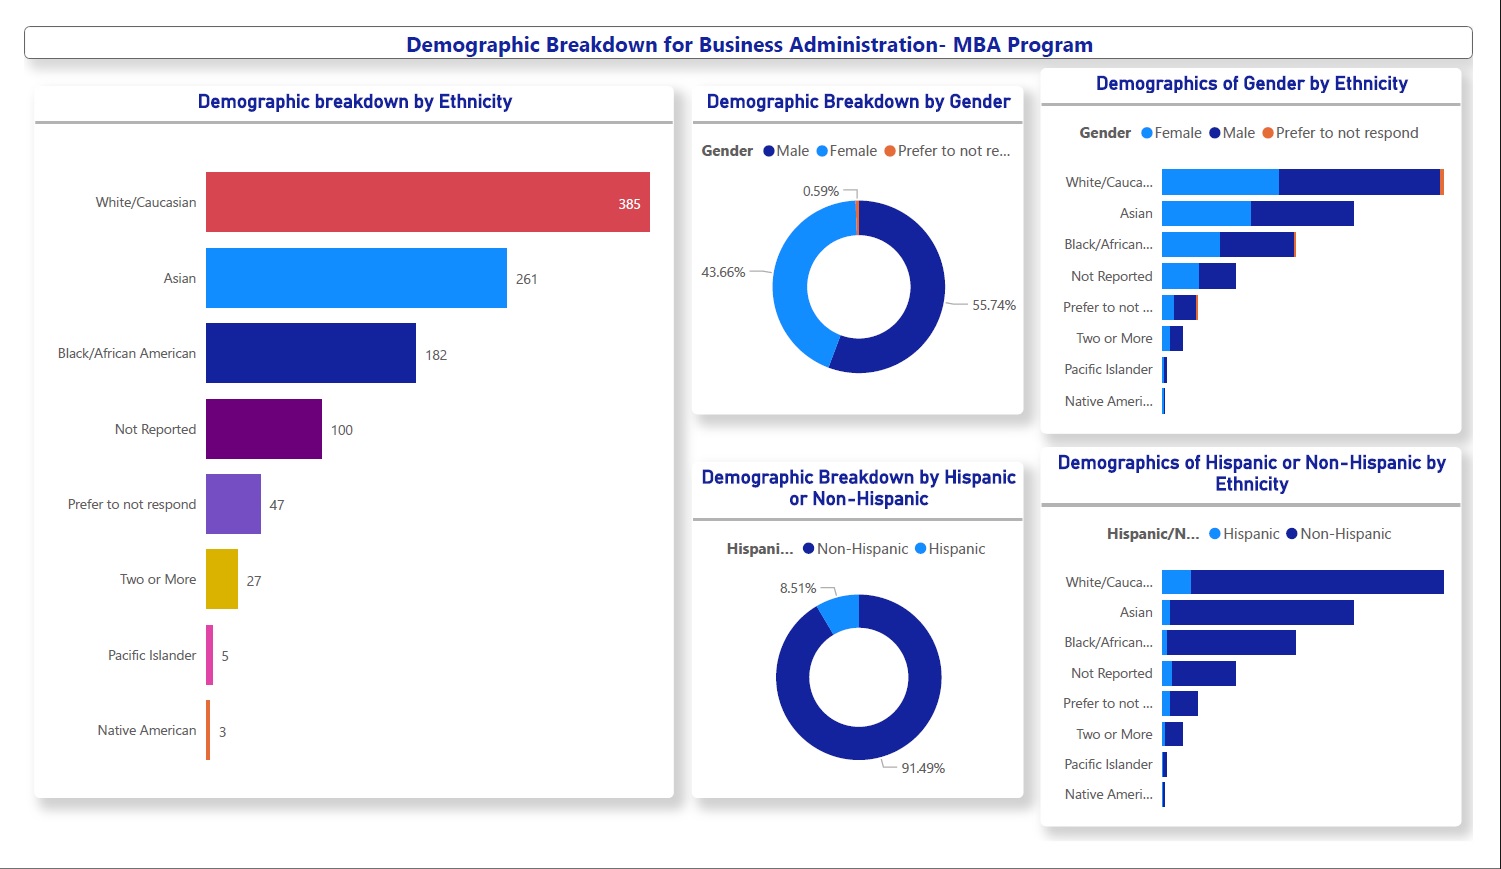 Demographic Breakdown for Business Administration- MBA Program
Demographic breakdown by Ethnicity
White/Caucasian
385
Asian
261
Black/African American
182
Not Reported
100
Prefer to not respond
47
Two or More
27
Pacific Islander
5
Native American
3
Demographic Breakdown by Gender
Gender Male Female Prefer to not re...
0.59%
43.66%
55.74%
Demographic Breakdown by Hispanic
or Non-Hispanic
Hispani... Non-Hispanic Hispanic
8.51%
91.49%
Demographics of Gender by Ethnicity
Gender Female Male Prefer to not respond
White/Cauca...
Asian
Black/African...
Not Reported
Prefer to not ...
Two or More
Pacific Islander
Native Ameri...
Demographics of Hispanic or Non-Hispanic by
Ethnicity
Hispanic/N... Hispanic Non-Hispanic
White/Cauca...
Asian
Black/African...
Not Reported
Prefer to not ...
Two or More
Pacific Islander
Native Ameri...